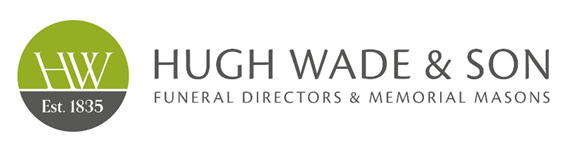 HW
Est. 1835
HUGH WADE & SON
FUNERAL DIRECTORS & MEMORIAL MASONS